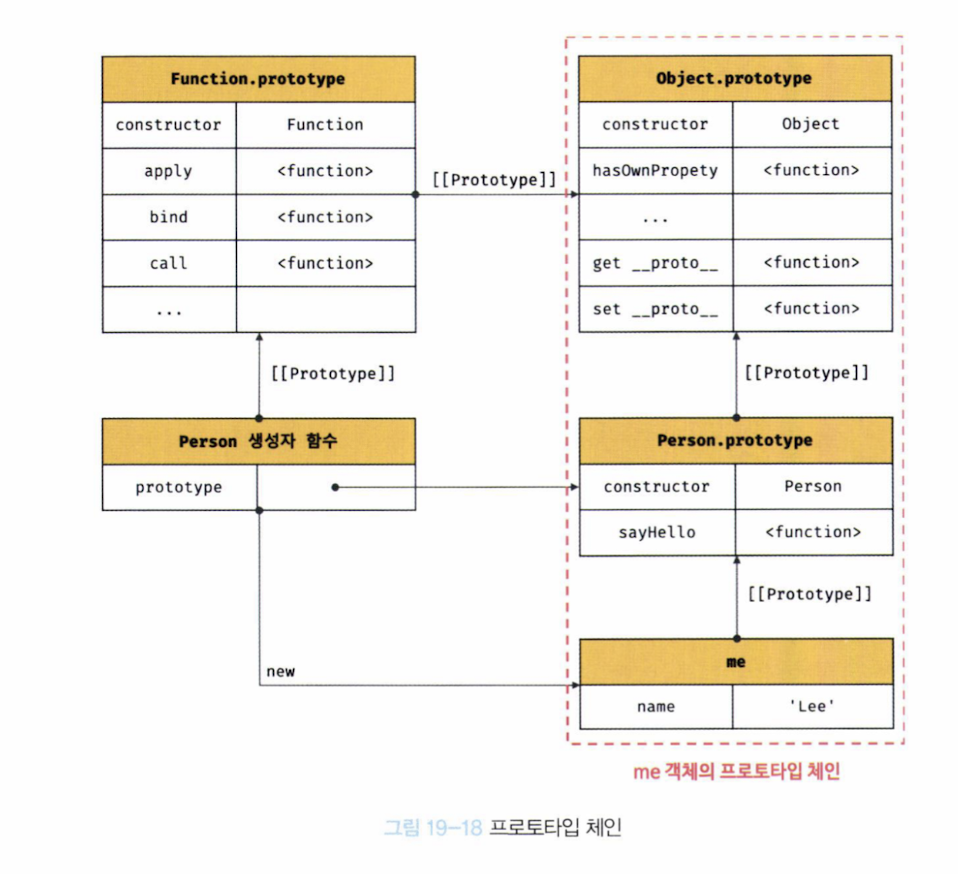 Function.prototype
constructor Function
apply <function>
bind <function>
call <function>
...
[[Prototype]]
Object.prototype
constructor Object
hasOwnPropety <function>
...
get __proto__ <function>
set __proto__ <function>
[[Prototype]]
[[Prototype]]
Person 생성자 함수
prototype
Person.prototype
constructor Person
sayHello <function>
[[Prototype]]
new
me
name 'Lee'
me 객체의 프로토타입 체인
그림 19-18 프로토타입 체인